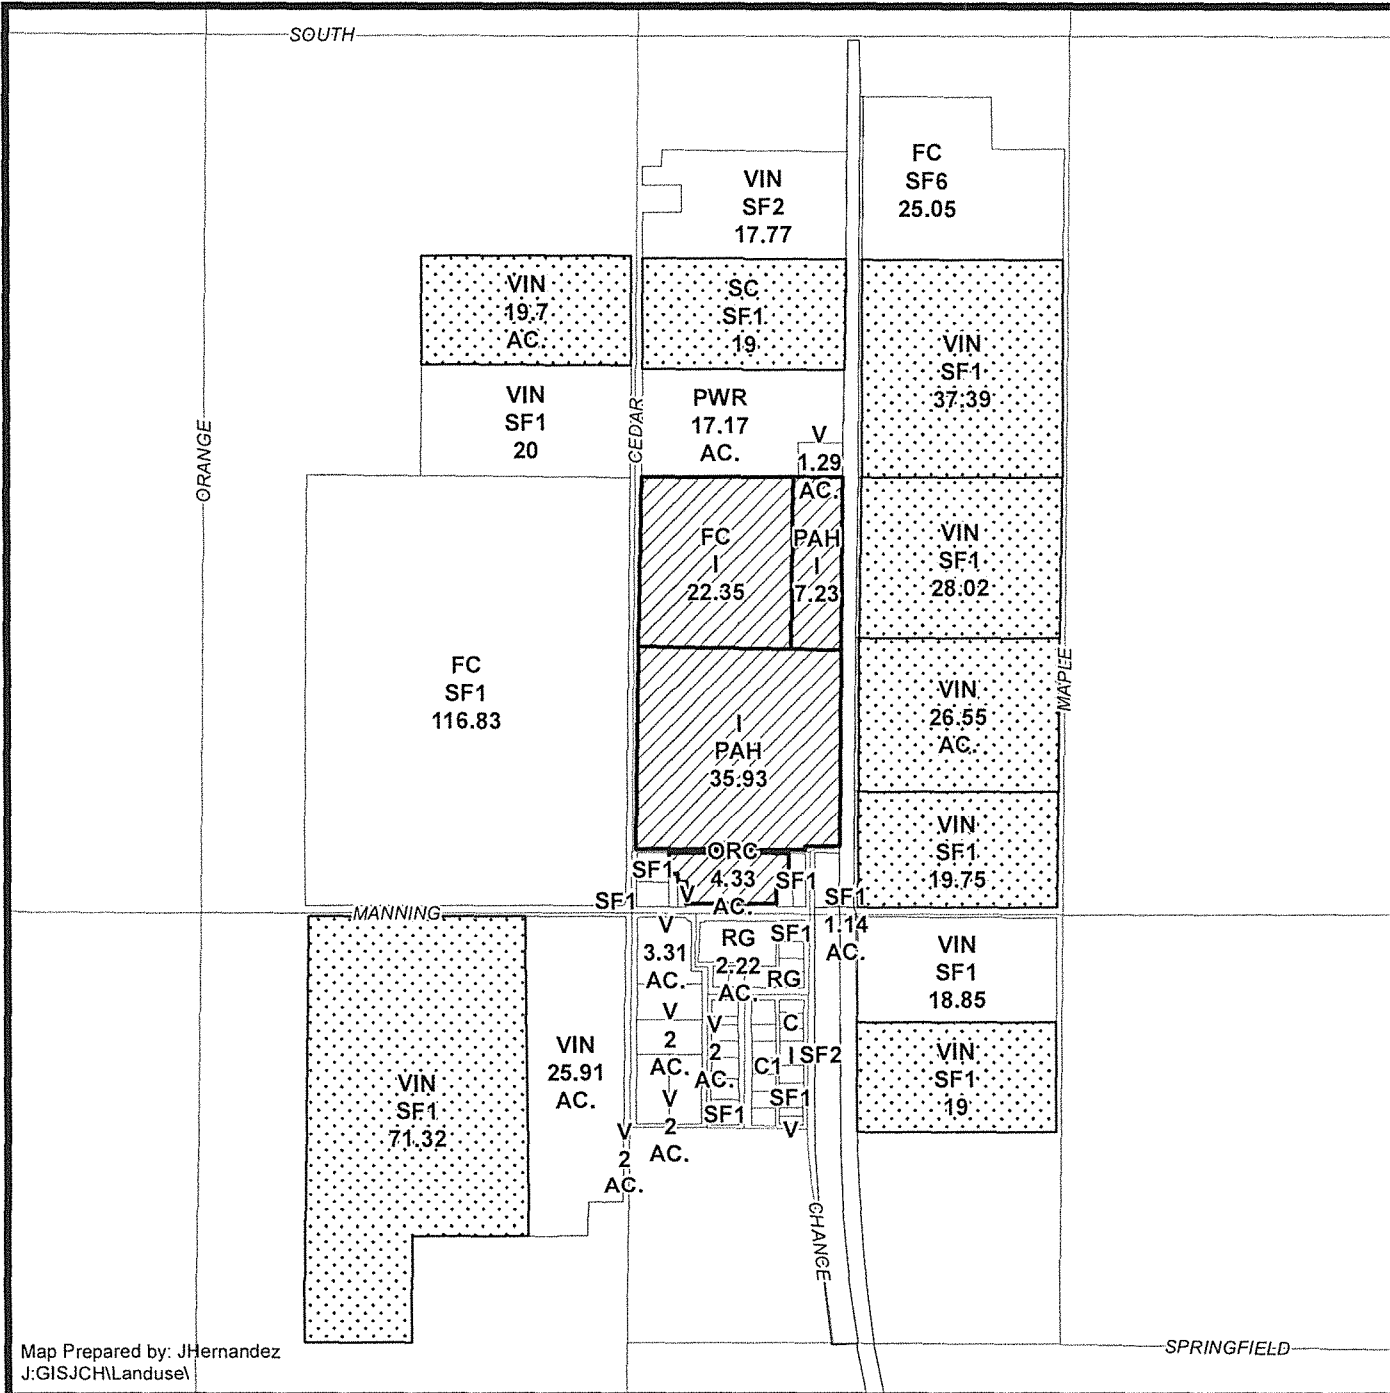 SOUTH
FC
SF6
25.05
VIN
SF2
17.77
VIN
19.7
AC.
SC
SF1
19
VIN
SF1
37.39
VIN
SF1
20
CEDAR
PWR
17.17
AC.
ORANGE
V
1.29
AC.
FC
I
22.35
PAH
I
7.23
VIN
SF1
28.02
FC
SF1
116.83
I
PAH
35.93
VIN
26.55
AC.
MAPLE
VIN
SF1
19.75
SF1
V
ORC
4.33
AC.
SF1
SF1
SF1
1.14
AC.
MANNING
V
3.31
AC.
RG
2.22
AC.
SF1
RG
VIN
SF1
18.85
VIN
SF1
71.32
VIN
25.91
AC.
V
2
AC.
V
2
AC.
C
C1
I
SF2
SF1
SF1
V
V
2
AC.
V
2
AC.
VIN
SF1
19
CHANCE
SPRINGFIELD
Map Prepared by: JHernandez
J:GISJCH\Landuse\